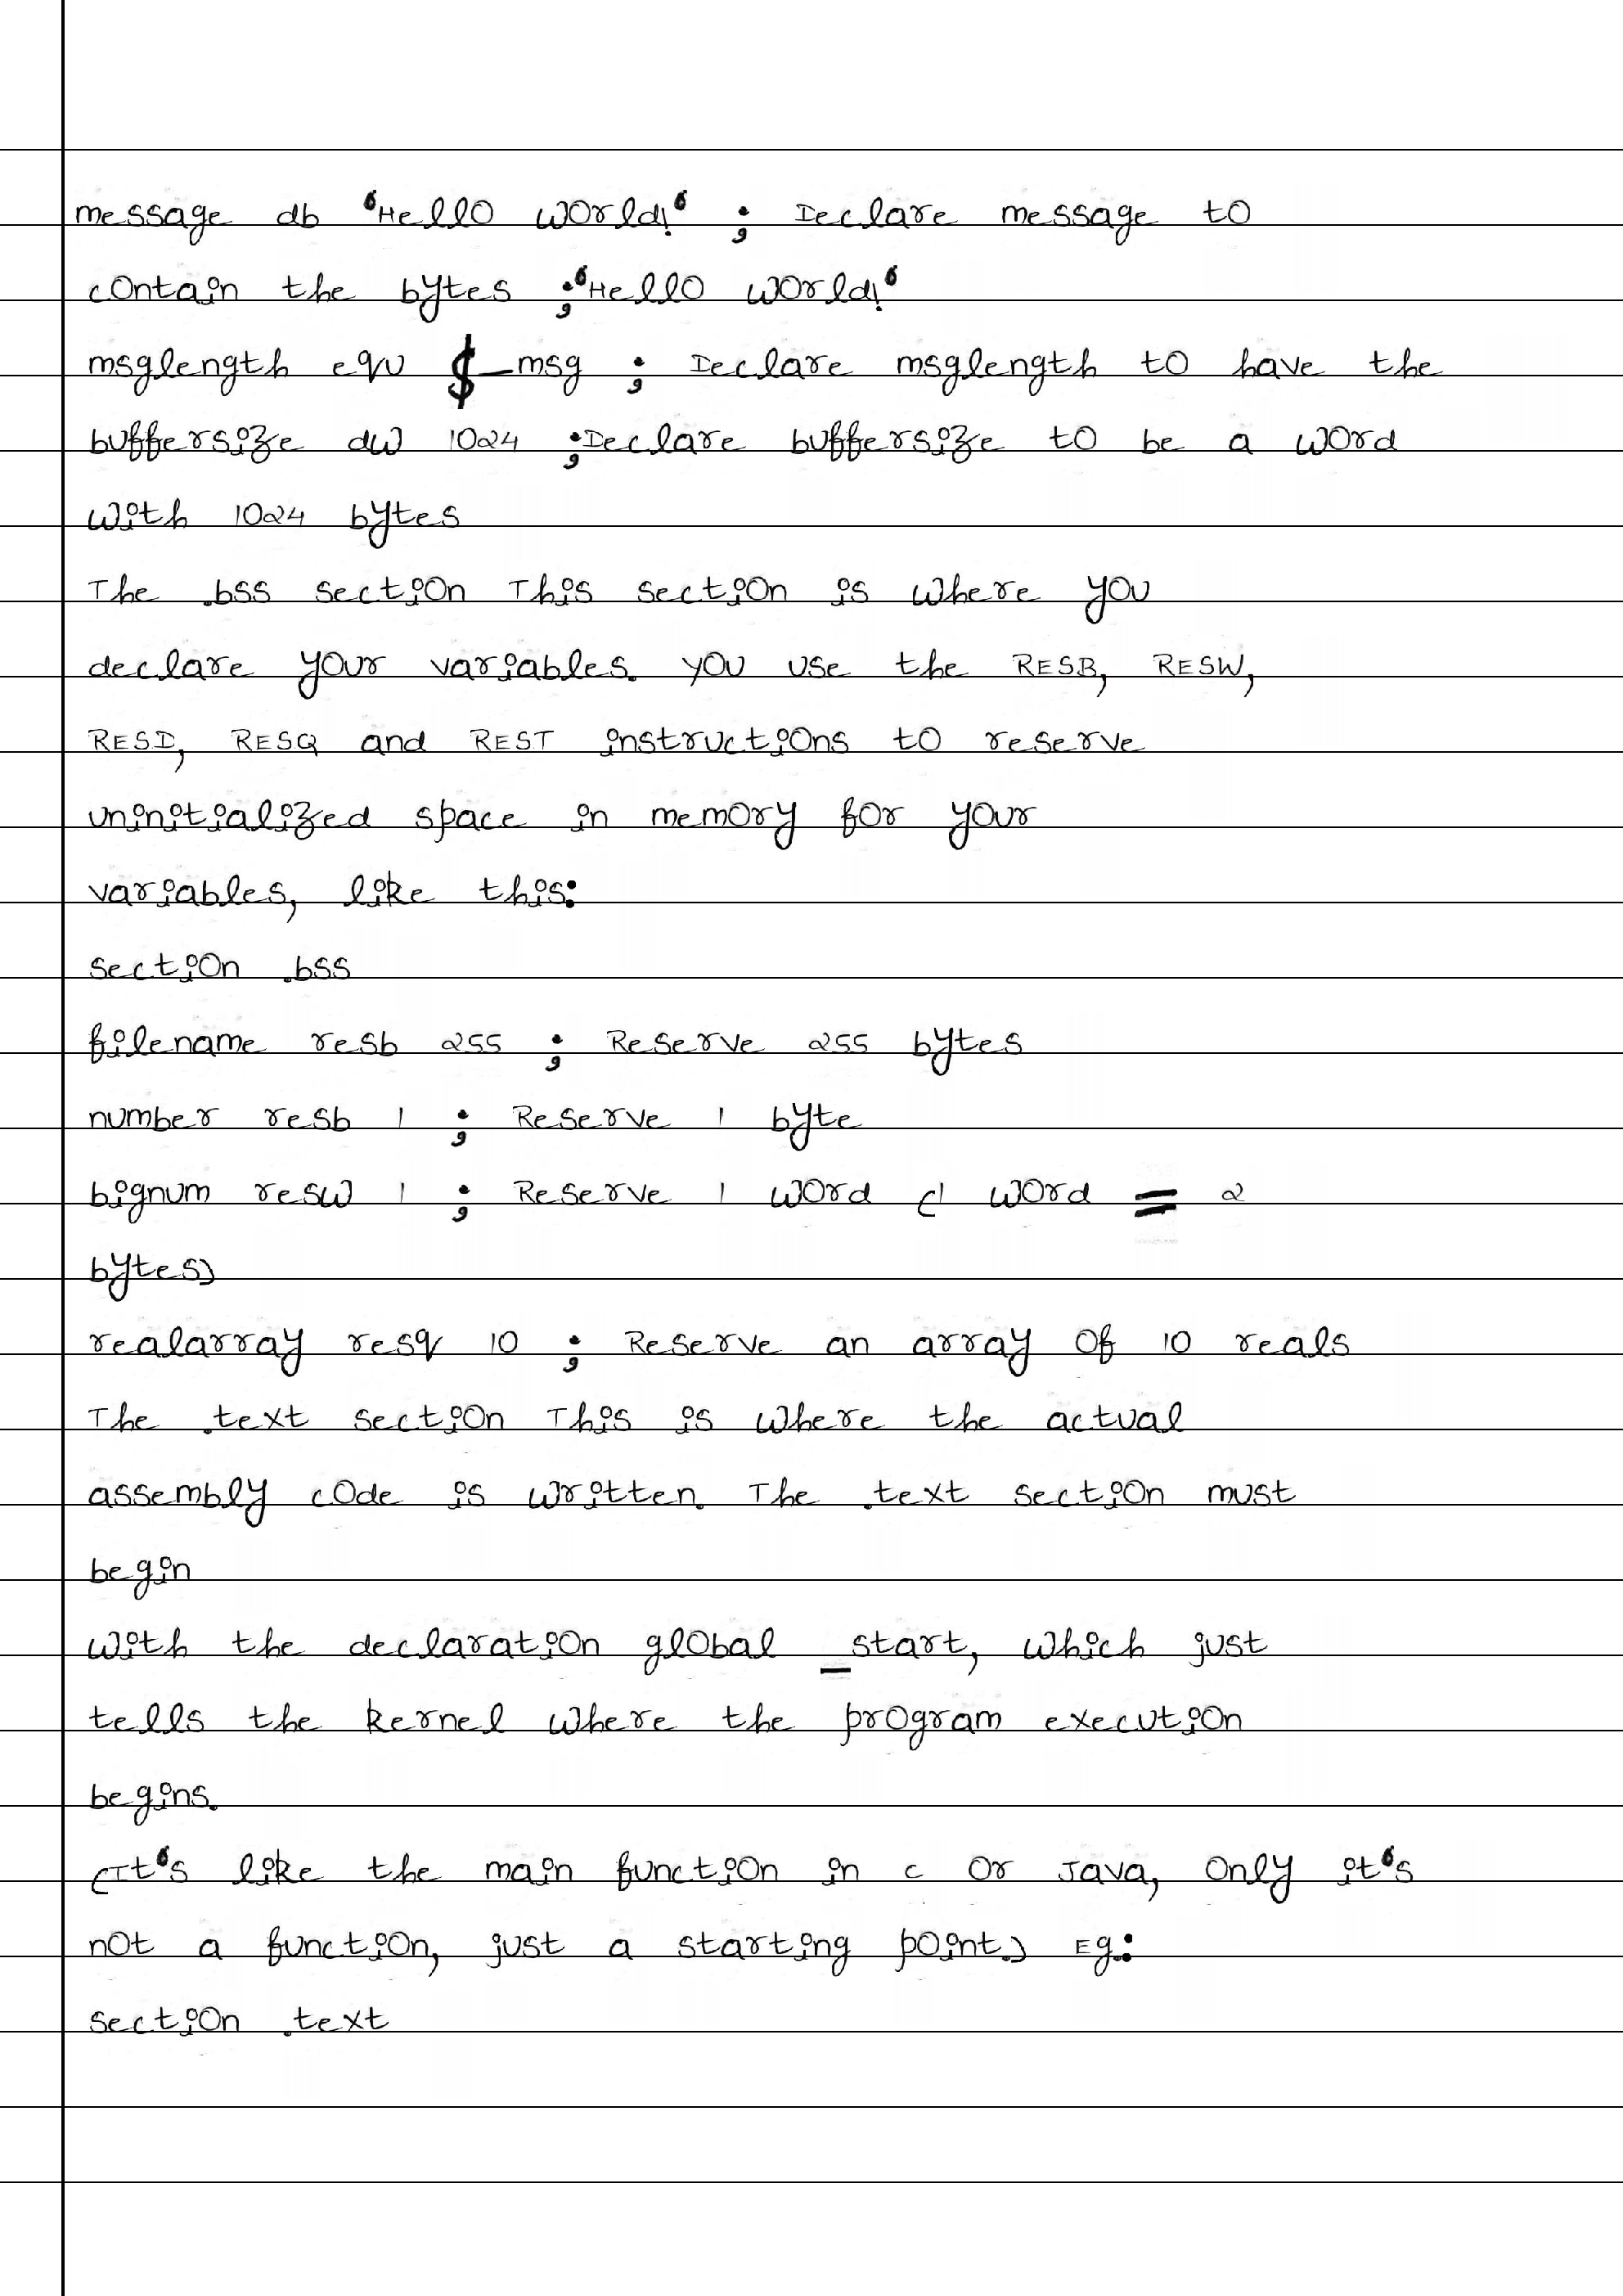 message db 'Hello World!' ; Declare message to
contain the bytes ;'Hello World!'
msglength equ $-msg ; Declare msglength to have the
buffersize dw 1024 ;Declare buffersize to be a word
with 1024 bytes
The .bss section This section is where you
declare your variables. You use the RESB, RESW,
RESD, RESQ and REST instructions to reserve
uninitialized space in memory for your
variables, like this:
section .bss
filename resb 255 ; Reserve 255 bytes
number resb 1 ; Reserve 1 byte
bignum resw 1 ; Reserve 1 word (1 word = 2
bytes)
realarray resq 10 ; Reserve an array of 10 reals
The .text section This is where the actual
assembly code is written. The .text section must
begin
with the declaration global _start, which just
tells the kernel where the program execution
begins.
(It's like the main function in C or Java, only it's
not a function, just a starting point.) Eg.:
section .text